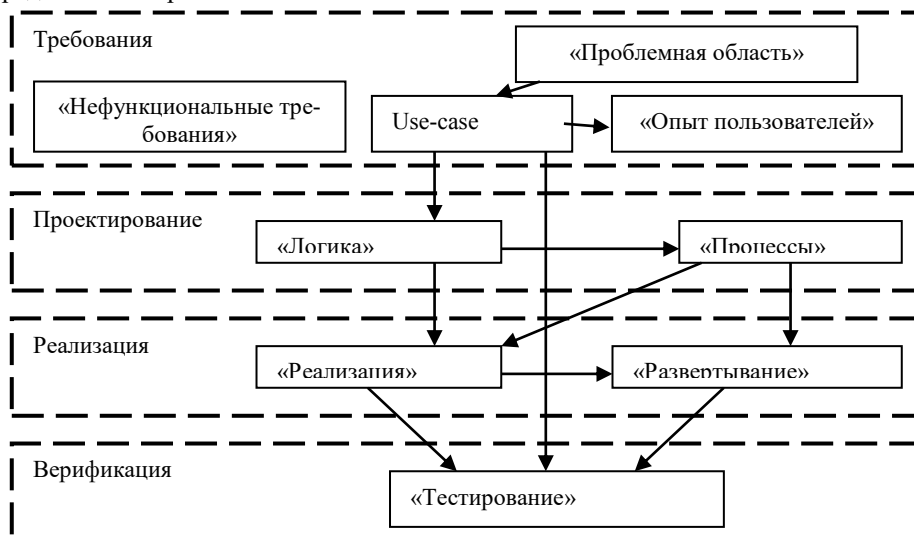 Требования
«Проблемная область»
«Нефункциональные тре-
бования»
Use-case
«Опыт пользователей»
Проектирование
«Логика»
«Процессы»
Реализация
«Реализация»
«Развертывание»
Верификация
«Тестирование»